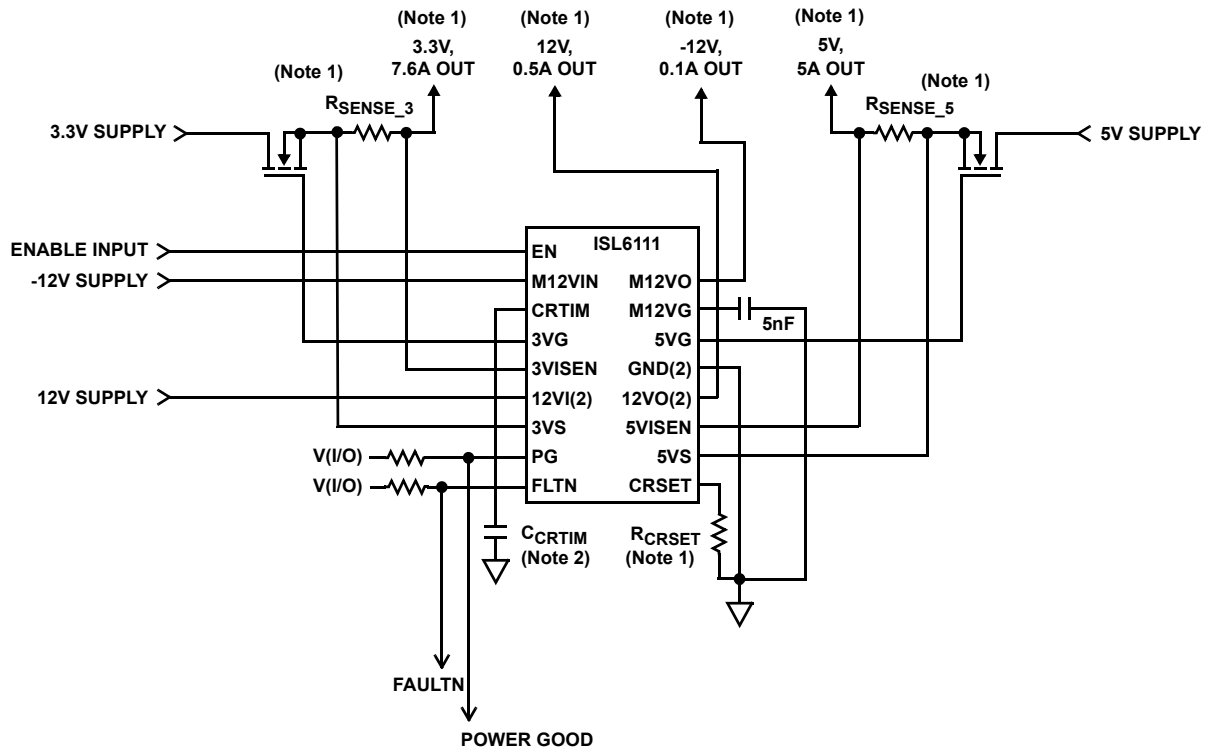 (Note 1)
3.3V,
7.6A OUT
(Note 1)
12V,
0.5A OUT
(Note 1)
-12V,
0.1A OUT
(Note 1)
5V,
5A OUT
(Note 1)
RSENSE_3
(Note 1)
RSENSE_5
3.3V SUPPLY
5V SUPPLY
ENABLE INPUT
-12V SUPPLY
12V SUPPLY
V(I/O)
V(I/O)
ISL6111
EN
M12VIN
CRTIM
3VG
3VISEN
12VI(2)
3VS
PG
FLTN
M12VO
M12VG
5VG
GND(2)
12VO(2)
5VISEN
5VS
CRSET
5nF
CCRTIM
(Note 2)
RCRSET
(Note 1)
FAULTN
POWER GOOD